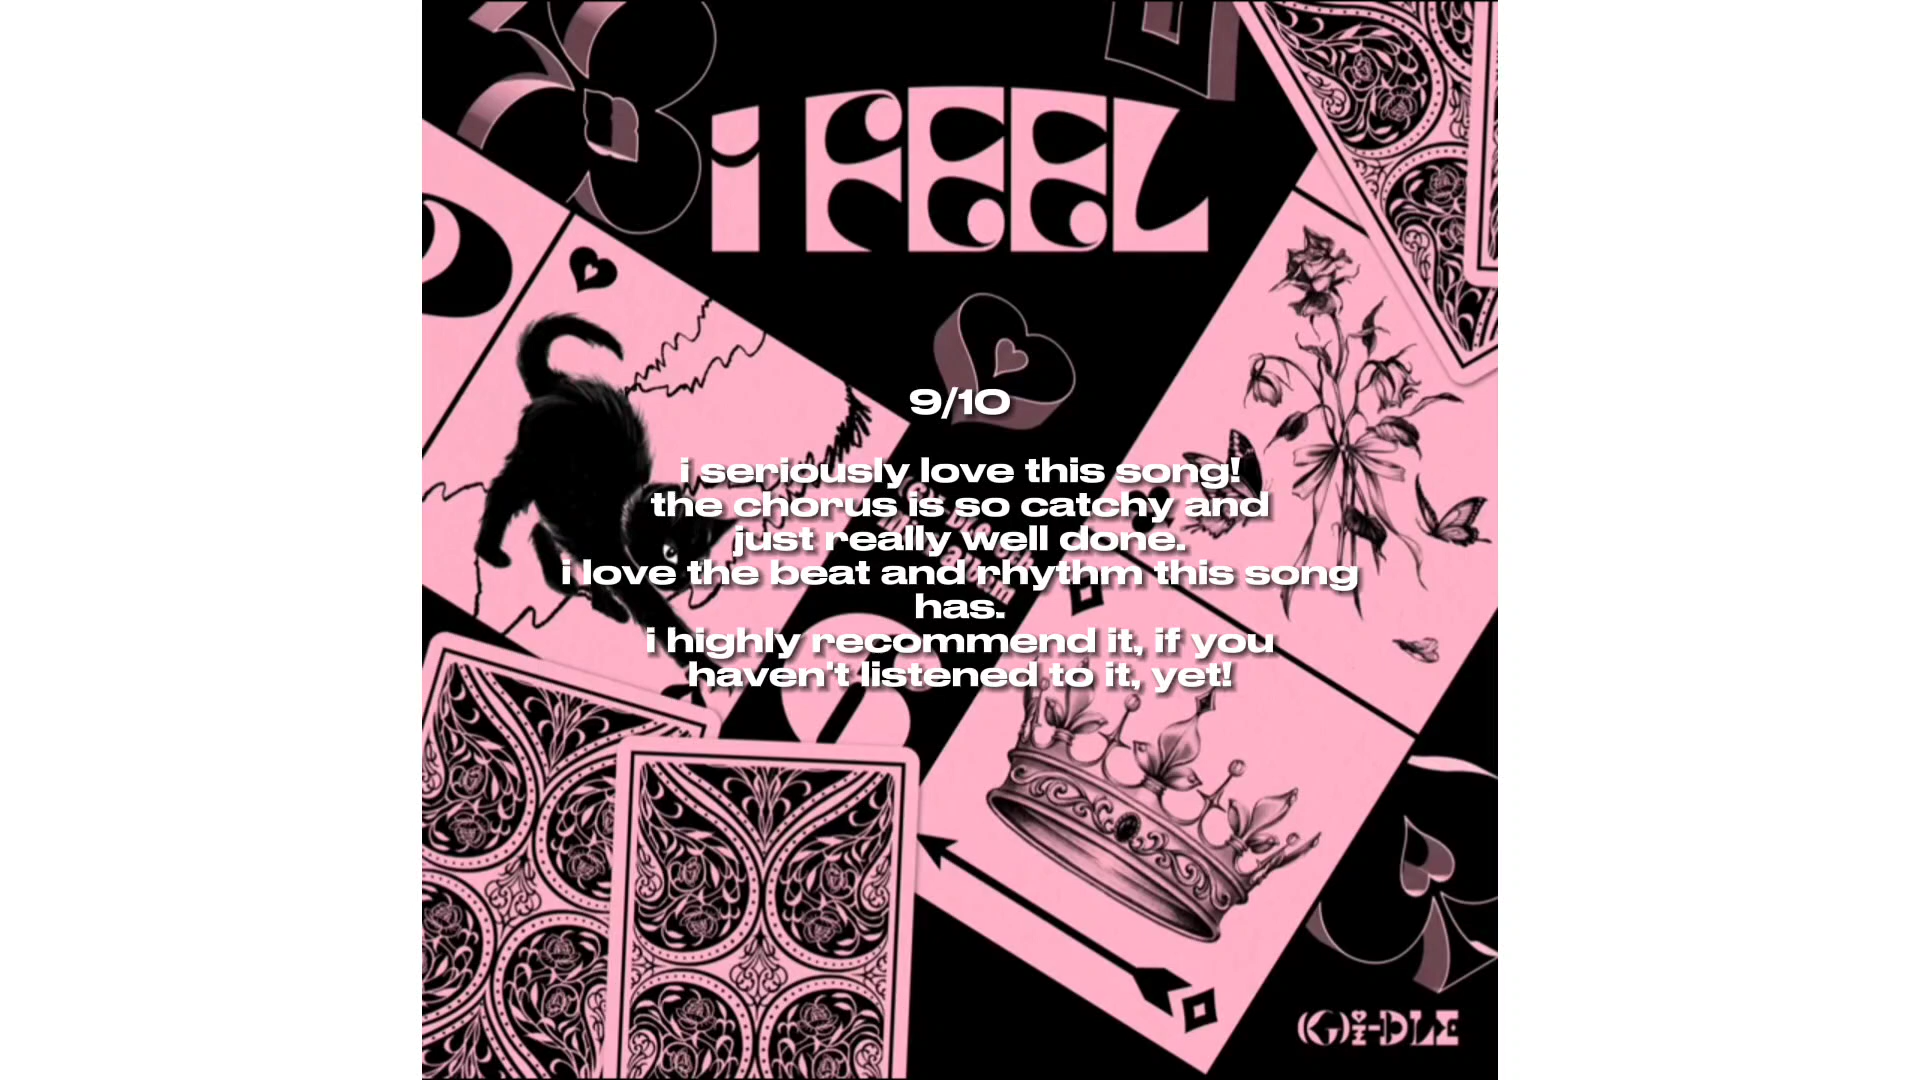 i FEEL
9/10
i seriously love this song!
the chorus is so catchy and
just really well done.
i love the beat and rhythm this song
has.
i highly recommend it, if you
haven't listened to it, yet!
(G)I-DLE